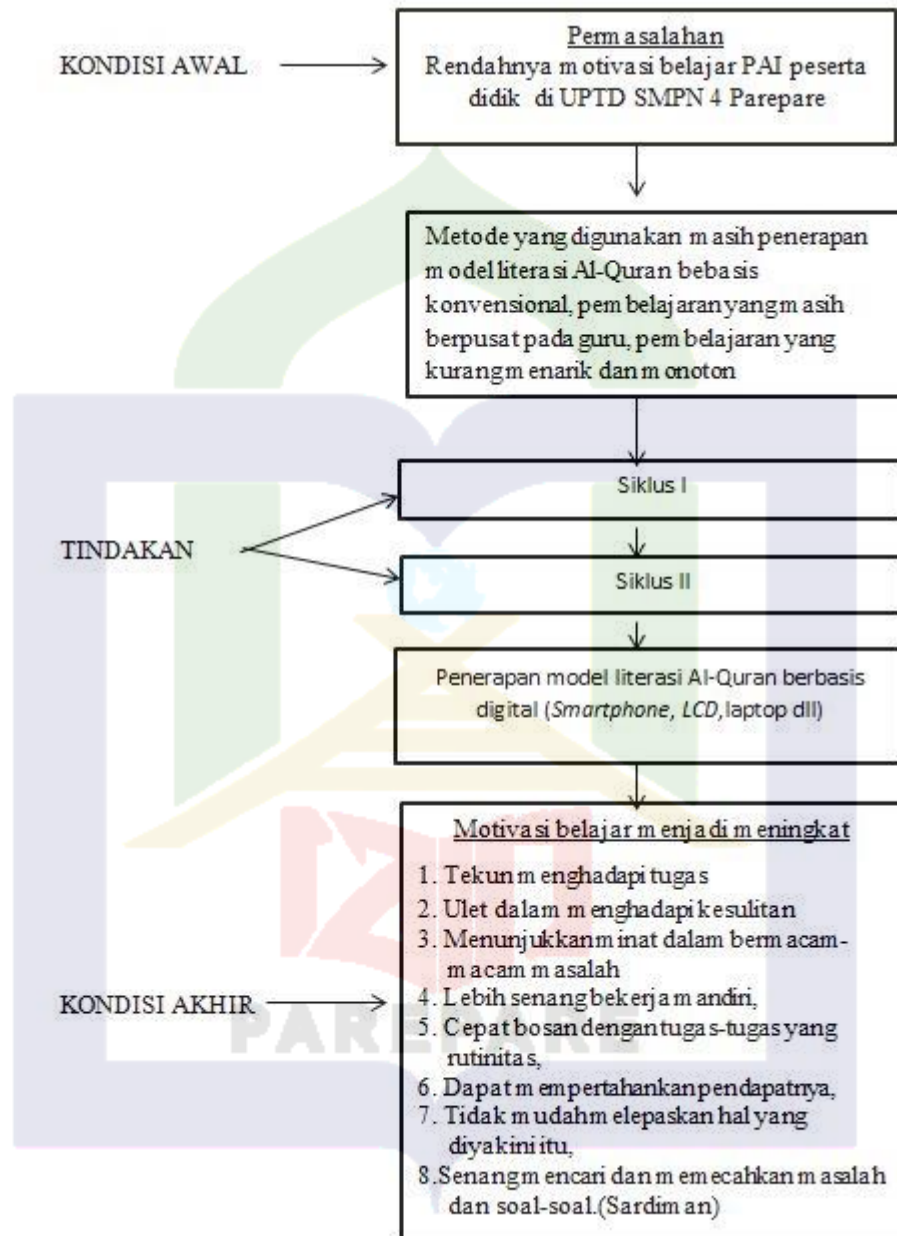 Permasalahan
KONDISI AWAL
Rendahnya motivasi belajar PAI peserta
didik di UPTD SMPN 4 Parepare
Metode yang digunakan masih penerapan
model literasi Al-Quran bebasis
konvensional, pembelajaran yang masih
berpusat pada guru, pembelajaran yang
kurang menarik dan monoton
Siklus I
TINDAKAN
Siklus II
Penerapan model literasi Al-Quran berbasis
digital (Smartphone, LCD, laptop dll)
Motivasi belajar menjadi meningkat
1. Tekun menghadapi tugas
2. Ulet dalam menghadapi kesulitan
3. Menunjukkan minat dalam bermacam-
macam masalah
KONDISI AKHIR
4. Lebih senang bekerja mandiri,
5. Cepat bosan dengan tugas-tugas yang
rutinitas,
6. Dapat mempertahankan pendapatnya,
7. Tidak mudah melepaskan hal yang
diyakini itu,
8.Senang mencari dan memecahkan masalah
dan soal-soal.(Sardiman)
PAREPARE